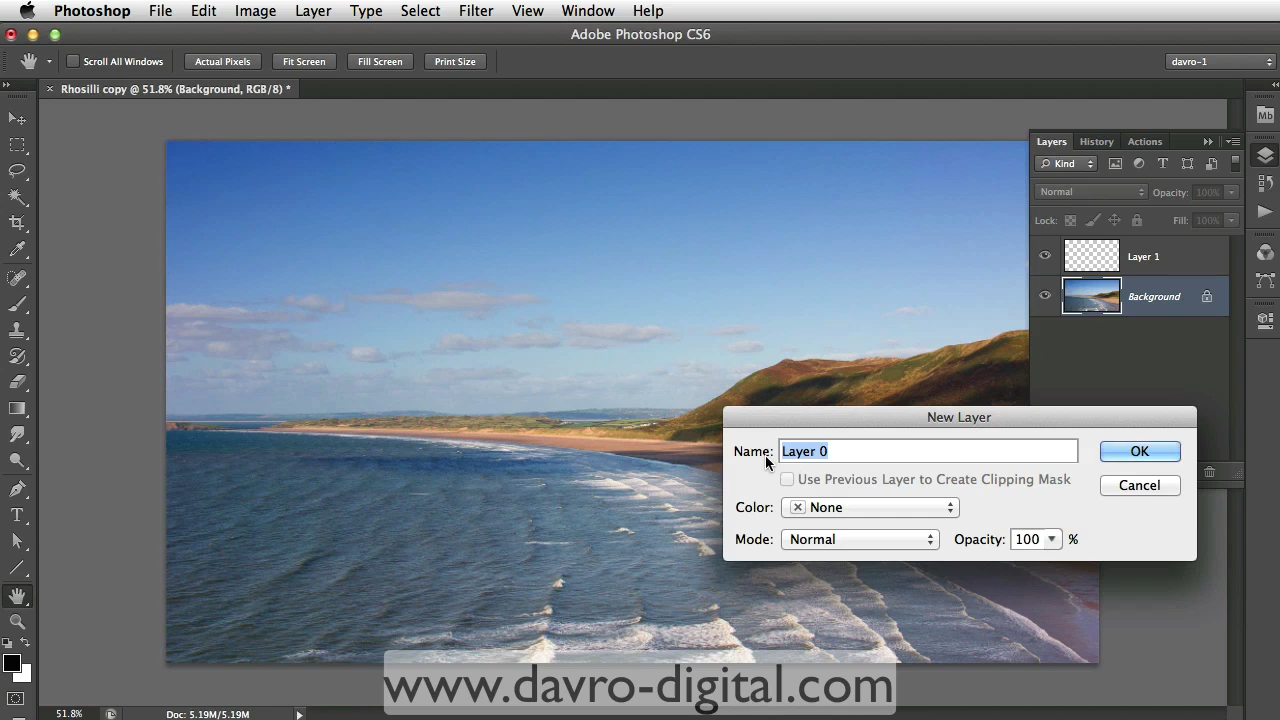 Photoshop File Edit Image Layer Type Select Filter View Window Help
Adobe Photoshop CS6
Scroll All Windows Actual Pixels Fit Screen Fill Screen Print Size davro-1
Rhosilli copy @ 51.8% (Background, RGB/8) *
Mb
Layers History Actions
Kind
Normal Opacity: 100%
Lock: Fill: 100%
Layer 1
Background
New Layer
Name: Layer 0 OK
Use Previous Layer to Create Clipping Mask
Cancel
Color: None
Mode: Normal Opacity: 100 %
www.davro-digital.com
51.8% Doc: 5.19M/5.19M